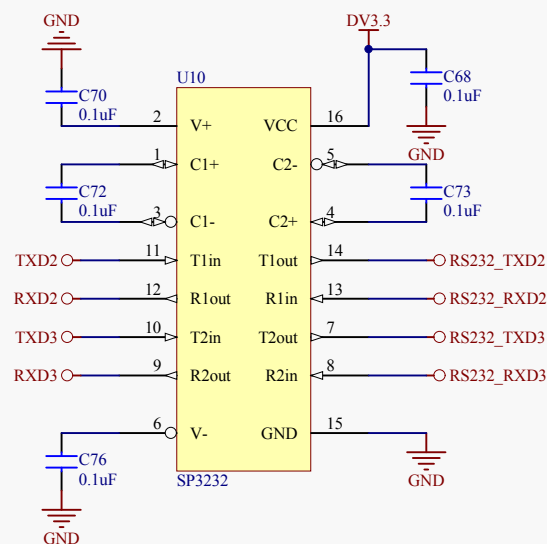 GND
DV3.3
U10
C70
0.1uF
C68
0.1uF
2
V+
VCC
16
GND
1
C1+
C2-
5
C72
0.1uF
C73
0.1uF
3
C1-
C2+
4
TXD2
11
T1in
T1out
14
RS232_TXD2
RXD2
12
R1out
R1in
13
RS232_RXD2
TXD3
10
T2in
T2out
7
RS232_TXD3
RXD3
9
R2out
R2in
8
RS232_RXD3
6
V-
GND
15
C76
0.1uF
SP3232
GND
GND